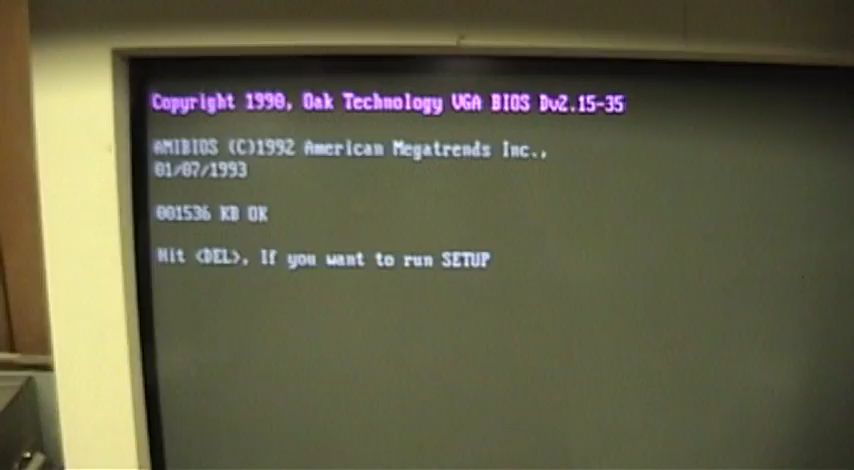 Copyright 1990, Oak Technology VGA BIOS Dv2.15-35
AMIBIOS (C)1992 American Megatrends Inc.,
01/07/1993
001536 KB OK
Hit <DEL>, If you want to run SETUP